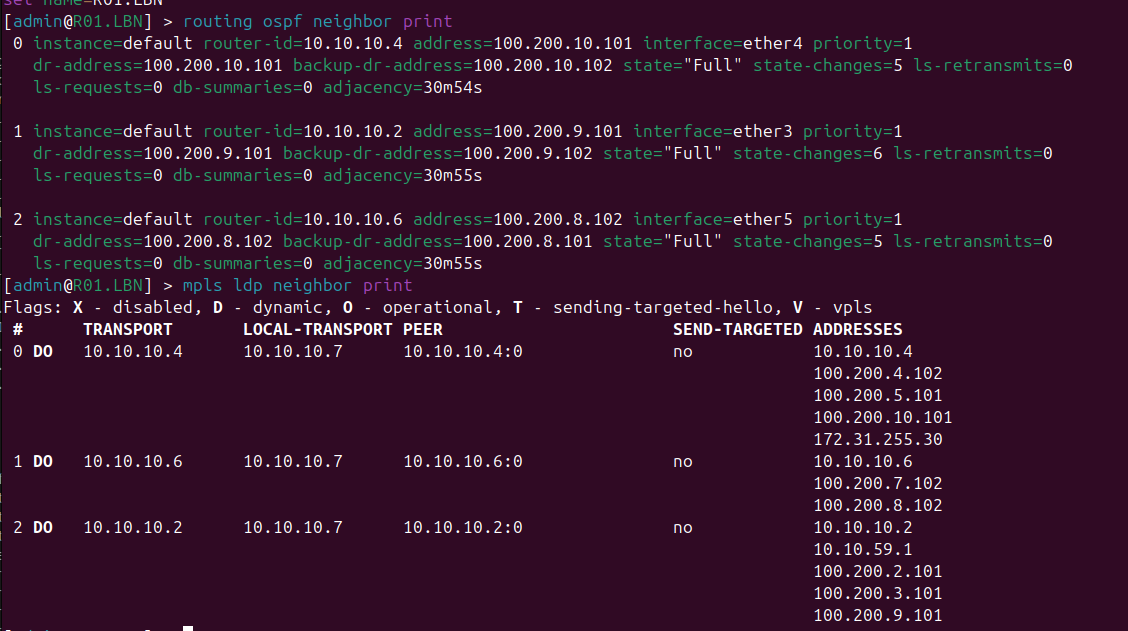 set name=R01.LBN
[admin@R01.LBN] > routing ospf neighbor print
0 instance=default router-id=10.10.10.4 address=100.200.10.101 interface=ether4 priority=1
dr-address=100.200.10.101 backup-dr-address=100.200.10.102 state="Full" state-changes=5 ls-retransmits=0
ls-requests=0 db-summaries=0 adjacency=30m54s
1 instance=default router-id=10.10.10.2 address=100.200.9.101 interface=ether3 priority=1
dr-address=100.200.9.101 backup-dr-address=100.200.9.102 state="Full" state-changes=6 ls-retransmits=0
ls-requests=0 db-summaries=0 adjacency=30m55s
2 instance=default router-id=10.10.10.6 address=100.200.8.102 interface=ether5 priority=1
dr-address=100.200.8.102 backup-dr-address=100.200.8.101 state="Full" state-changes=5 ls-retransmits=0
ls-requests=0 db-summaries=0 adjacency=30m55s
[admin@R01.LBN] > mpls ldp neighbor print
Flags: X - disabled, D - dynamic, O - operational, T - sending-targeted-hello, V - vpls
# TRANSPORT LOCAL-TRANSPORT PEER SEND-TARGETED ADDRESSES
0 DO 10.10.10.4 10.10.10.7 10.10.10.4:0 no 10.10.10.4
100.200.4.102
100.200.5.101
100.200.10.101
172.31.255.30
1 DO 10.10.10.6 10.10.10.7 10.10.10.6:0 no 10.10.10.6
100.200.7.102
100.200.8.102
2 DO 10.10.10.2 10.10.10.7 10.10.10.2:0 no 10.10.10.2
10.10.59.1
100.200.2.101
100.200.3.101
100.200.9.101